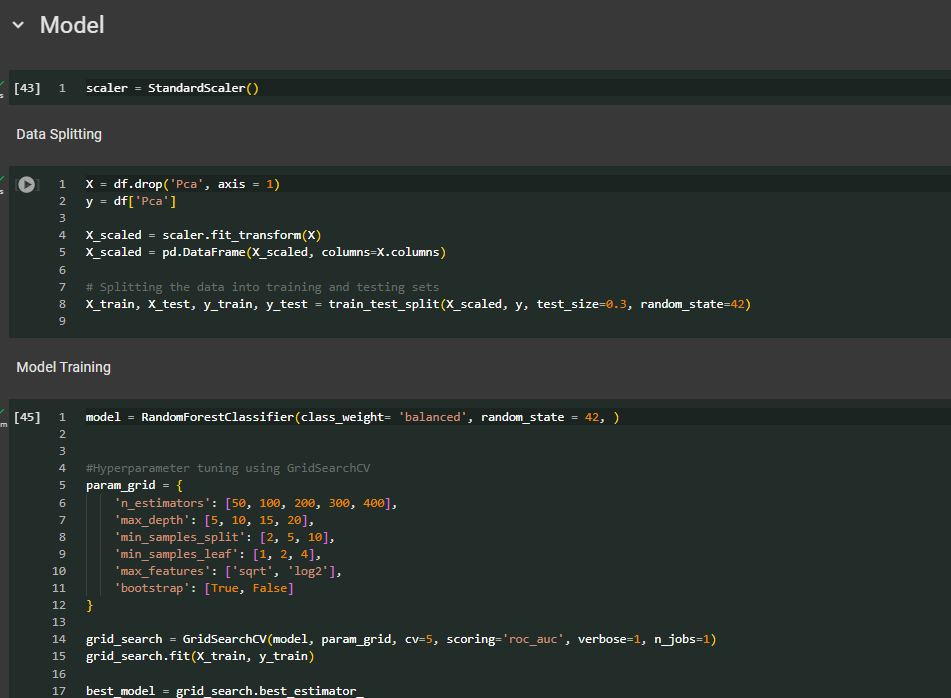 Model
[43] 1 scaler = StandardScaler()
Data Splitting
1 X = df.drop('Pca', axis = 1)
2 y = df['Pca']
3
4 X_scaled = scaler.fit_transform(X)
5 X_scaled = pd.DataFrame(X_scaled, columns=X.columns)
6
7 # Splitting the data into training and testing sets
8 X_train, X_test, y_train, y_test = train_test_split(X_scaled, y, test_size=0.3, random_state=42)
9
Model Training
[45] 1 model = RandomForestClassifier(class_weight= 'balanced', random_state = 42, )
2
3
4 #Hyperparameter tuning using GridSearchCV
5 param_grid = {
6 'n_estimators': [50, 100, 200, 300, 400],
7 'max_depth': [5, 10, 15, 20],
8 'min_samples_split': [2, 5, 10],
9 'min_samples_leaf': [1, 2, 4],
10 'max_features': ['sqrt', 'log2'],
11 'bootstrap': [True, False]
12 }
13
14 grid_search = GridSearchCV(model, param_grid, cv=5, scoring='roc_auc', verbose=1, n_jobs=1)
15 grid_search.fit(X_train, y_train)
16
17 best_model = grid_search.best_estimator_